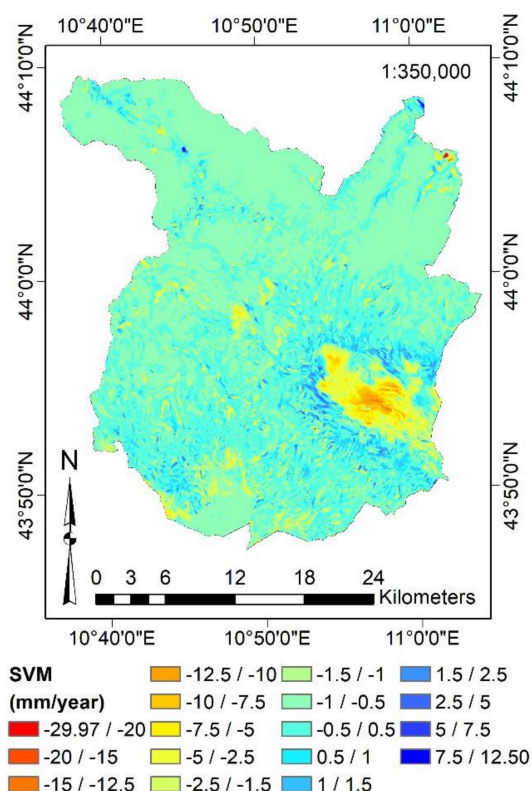 10°40'0"E 10°50'0"E 11°0'0"E
1:350,000
44°10'0"N 44°10'0"N
44°0'0"N 44°0'0"N
43°50'0"N 43°50'0"N
N
0 3 6 12 18 24
Kilometers
10°40'0"E 10°50'0"E 11°0'0"E
SVM
(mm/year)
-29.97 / -20
-20 / -15
-15 / -12.5
-12.5 / -10
-10 / -7.5
-7.5 / -5
-5 / -2.5
-2.5 / -1.5
-1.5 / -1
-1 / -0.5
-0.5 / 0.5
0.5 / 1
1 / 1.5
1.5 / 2.5
2.5 / 5
5 / 7.5
7.5 / 12.50